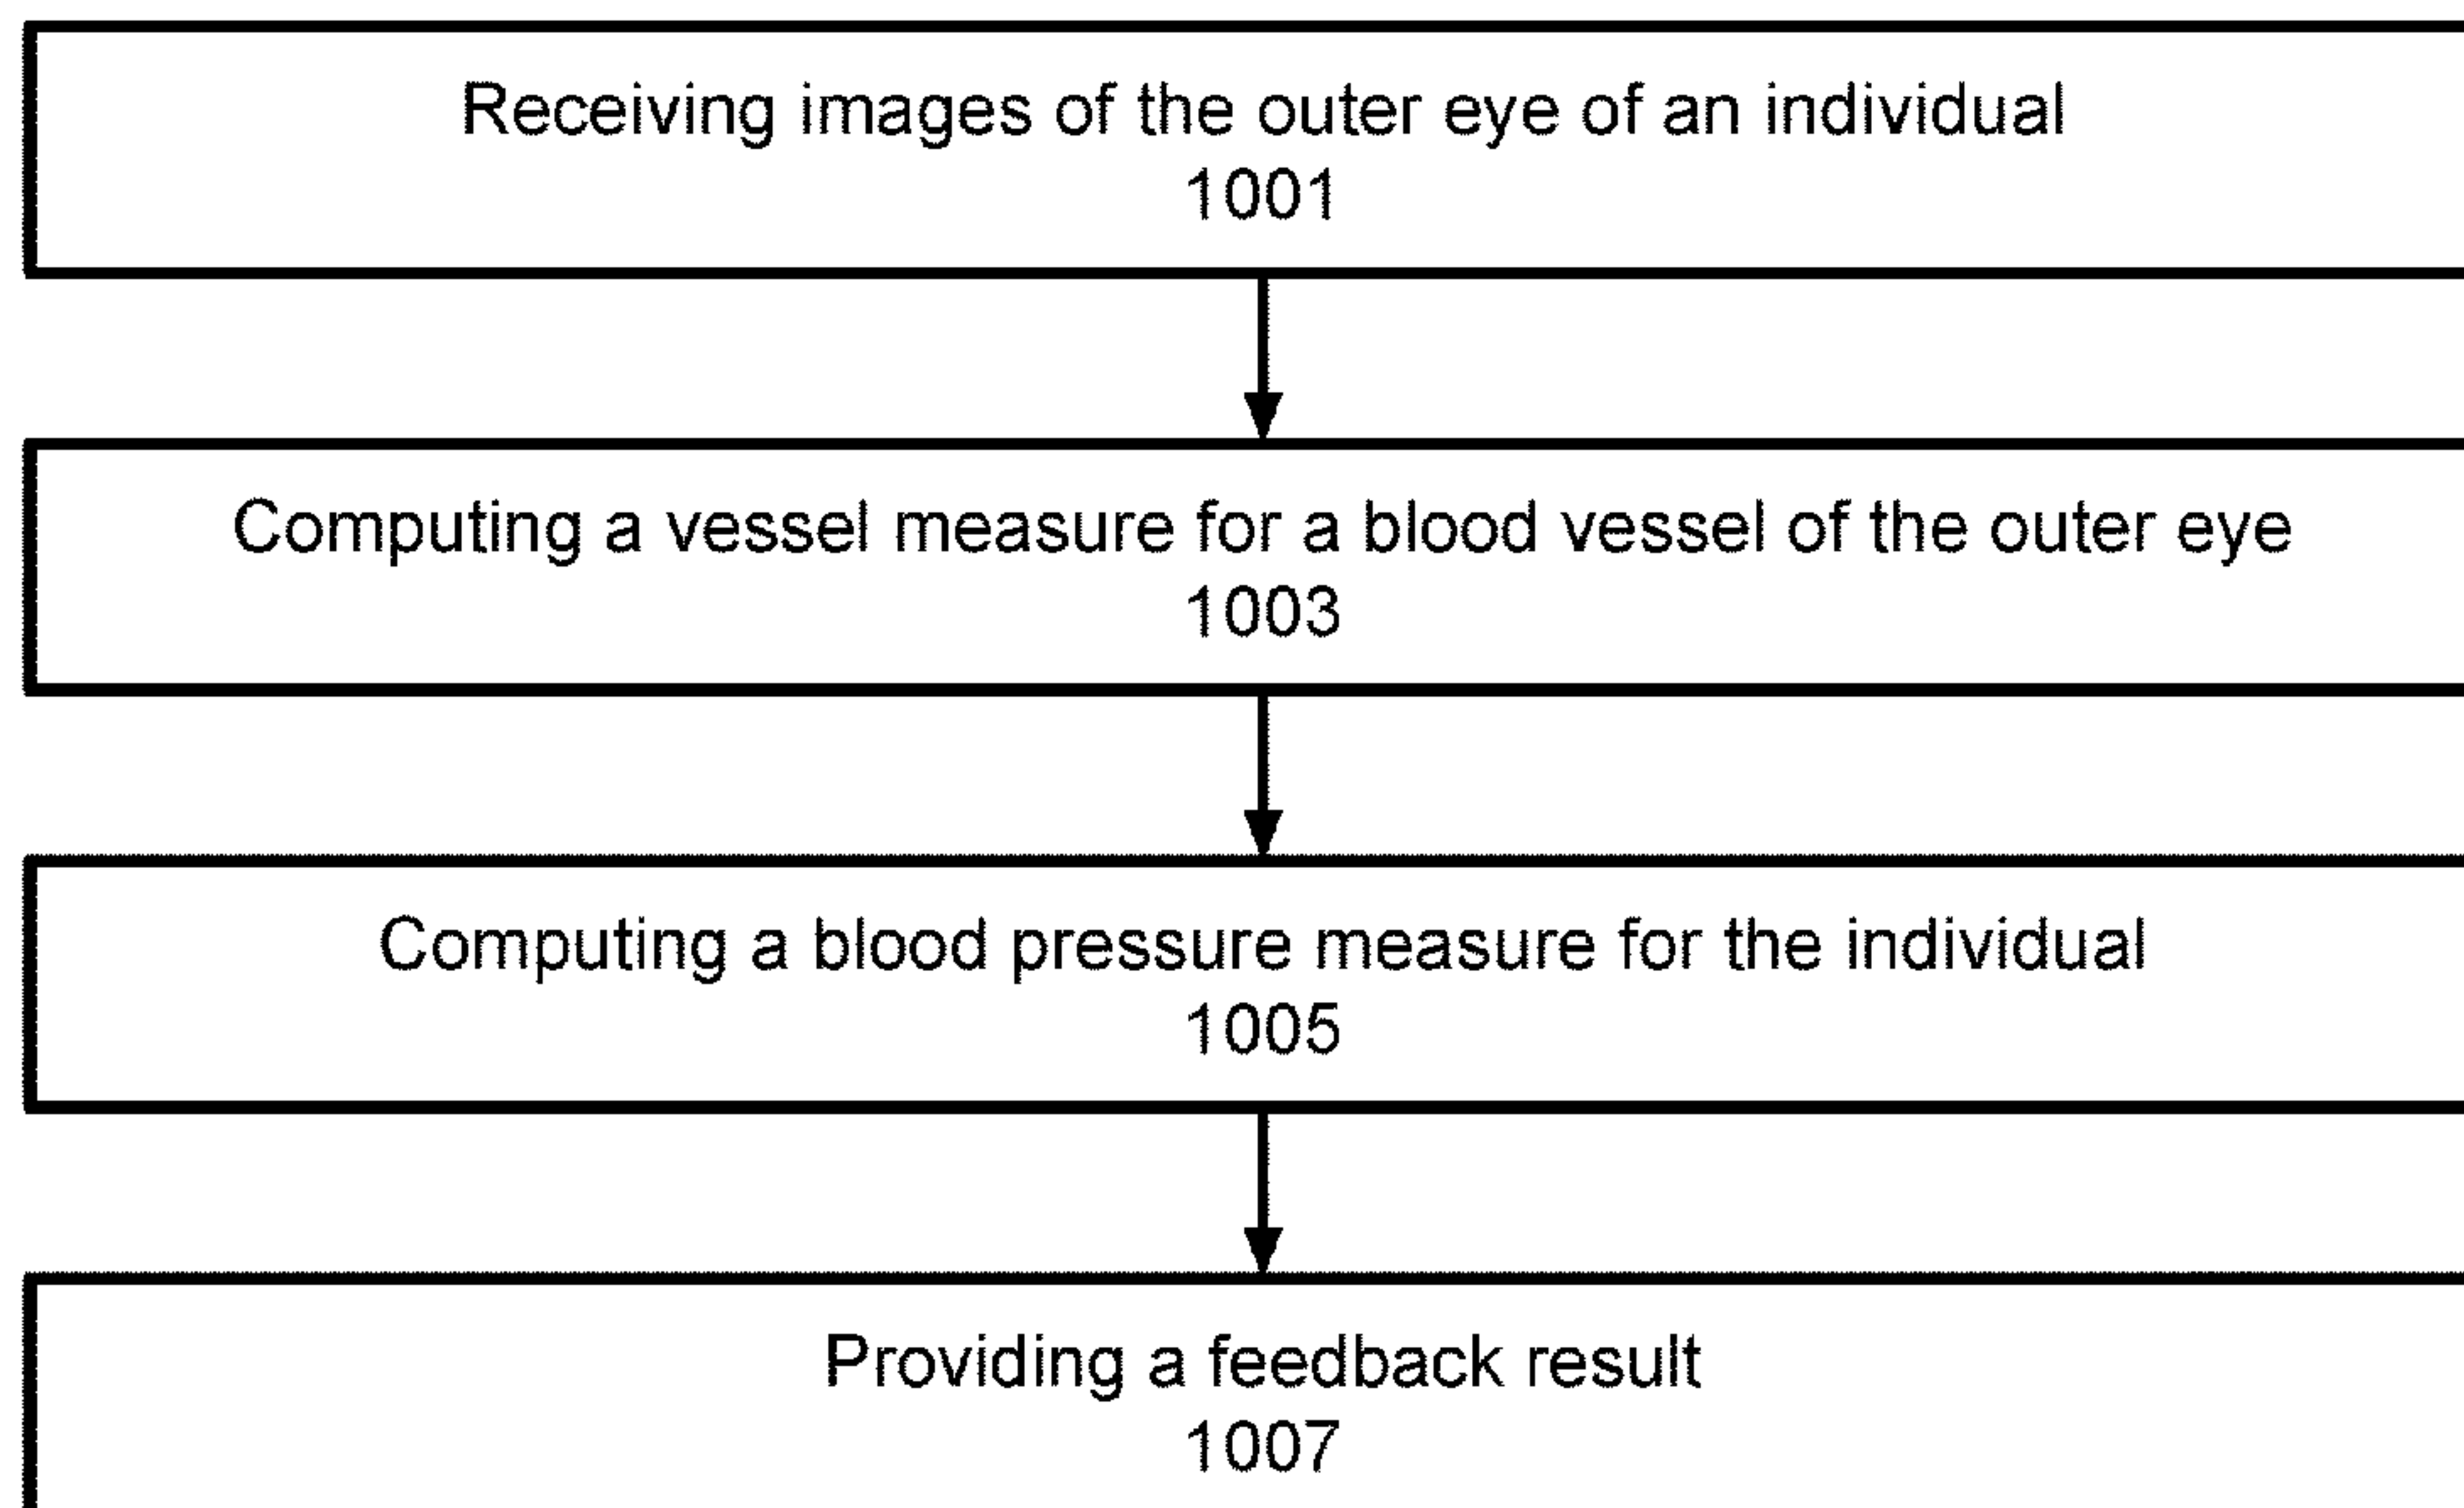 Receiving images of the outer eye of an individual
1001
Computing a vessel measure for a blood vessel of the outer eye
1003
Computing a blood pressure measure for the individual
1005
Providing a feedback result
1007